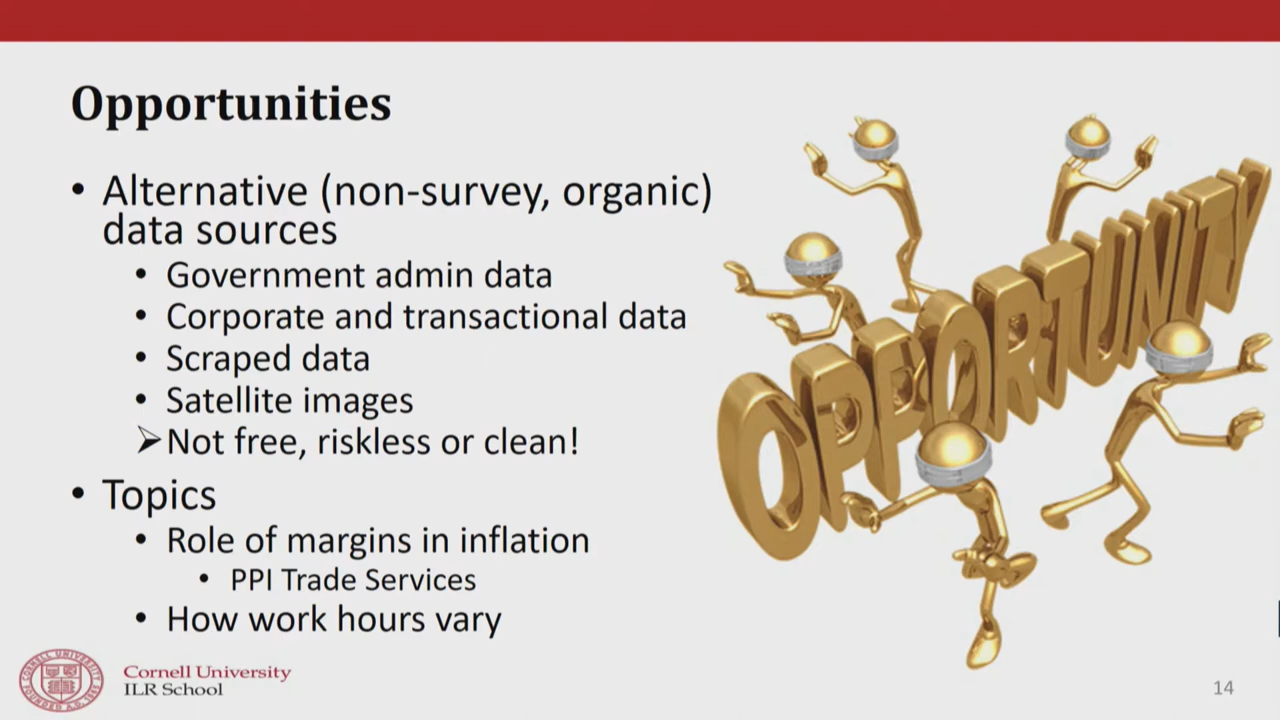 Opportunities
• Alternative (non-survey, organic)
data sources
• Government admin data
• Corporate and transactional data
• Scraped data
• Satellite images
➢Not free, riskless or clean!
• Topics
• Role of margins in inflation
• PPI Trade Services
• How work hours vary
OPPORTUNITY
Cornell University
ILR School
14